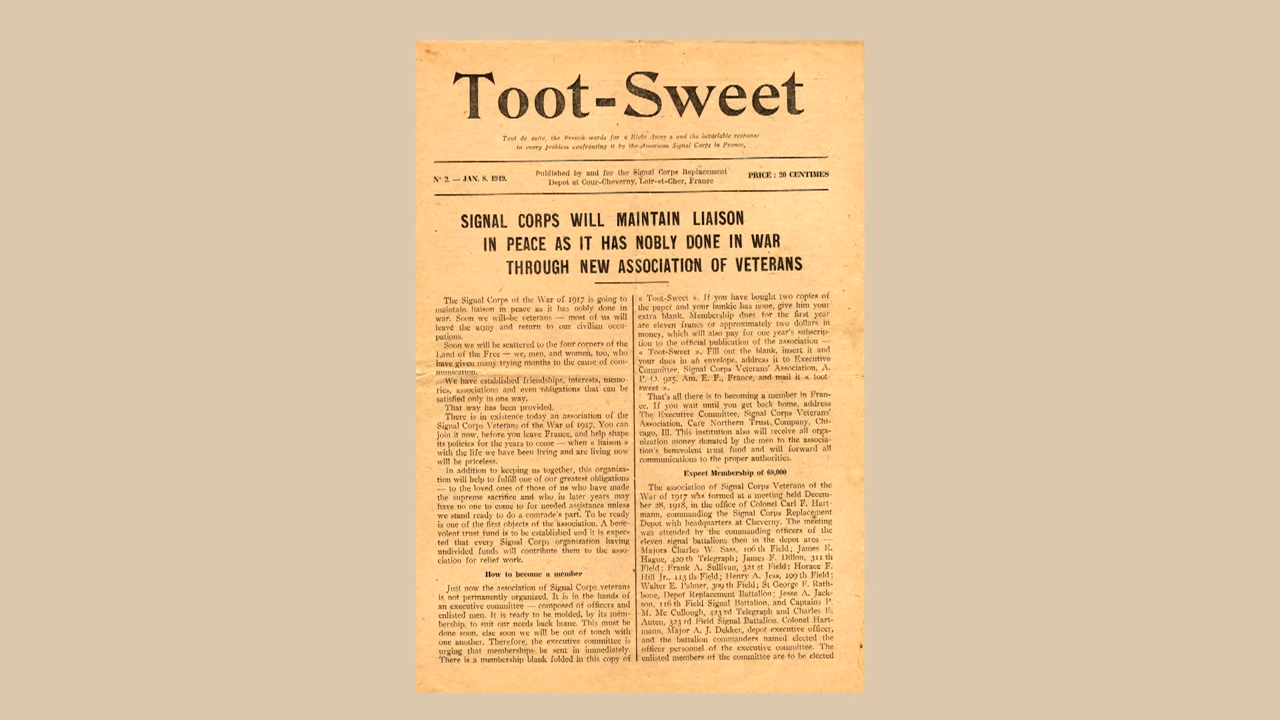 Toot-Sweet
Tout de suite, the French words for « Right Away » and the invariable response
to every problem confronting it by the American Signal Corps in France.
N° 2. — JAN. 8. 1919.
Published by and for the Signal Corps Replacement
Depot at Cour-Cheverny, Loir-et-Cher, France
PRICE : 20 CENTIMES
SIGNAL CORPS WILL MAINTAIN LIAISON
IN PEACE AS IT HAS NOBLY DONE IN WAR
THROUGH NEW ASSOCIATION OF VETERANS
The Signal Corps of the War of 1917 is going to
maintain liaison in peace as it has nobly done in
war. Soon we will be veterans — most of us will
leave the army and return to our civilian occu-
pations.
Soon we will be scattered to the four corners of the
Land of the Free — we, men, and women, too, who
have given many trying months to the cause of com-
munication.
We have established friendships, interests, memo-
ries, associations and even obligations that can be
satisfied only in one way.
That way has been provided.
There is in existence today an association of the
Signal Corps Veterans of the War of 1917. You can
join it now, before you leave France, and help shape
its policies for the years to come — when « liaison »
with the life we have been living and are living now
will be priceless.
In addition to keeping us together, this organiza-
tion will help to fulfill one of our greatest obligations
— to the loved ones of those of us who have made
the supreme sacrifice and who in later years may
have no one to come to for needed assistance unless
we stand ready to do a comrade's part. To be ready
is one of the first objects of the association. A bene-
volent trust fund is to be established and it is expec-
ted that every Signal Corps organization having
undivided funds will contribute them to the asso-
ciation for relief work.
How to become a member
Just now the association of Signal Corps veterans
is not permanently organized. It is in the hands of
an executive committee — composed of officers and
enlisted men. It is ready to be molded, by its mem-
bership, to suit our needs back home. This must be
done soon, else soon we will be out of touch with
one another. Therefore, the executive committee is
urging that memberships be sent in immediately.
There is a membership blank folded in this copy of
« Toot-Sweet ». If you have bought two copies of
the paper and your bunkie has none, give him your
extra blank. Membership dues for the first year
are eleven francs or approximately two dollars in
money, which will also pay for one year's subscrip-
tion to the official publication of the association —
« Toot-Sweet ». Fill out the blank, insert it and
your dues in an envelope, address it to Executive
Committee, Signal Corps Veterans' Association, A.
P. O. 925, Am. E. F., France, and mail it « toot-
sweet ».
That's all there is to becoming a member in Fran-
ce. If you wait until you get back home, address
The Executive Committee, Signal Corps Veterans'
Association, Care Northern Trust Company, Chi-
cago, Ill. This institution also will receive all orga-
nization money donated by the men to the associa-
tion's benevolent trust fund and will forward all
communications to the proper authorities.
Expect Membership of 68,000
The association of Signal Corps Veterans of the
War of 1917 was formed at a meeting held Decem-
ber 28, 1918, in the office of Colonel Carl F. Hart-
mann, commanding the Signal Corps Replacement
Depot with headquarters at Cheverny. The meeting
was attended by the commanding officers of the
eleven signal battalions then in the depot area —
Majors Charles W. Sass, 106 th Field; James E.
Hague, 420 th Telegraph; James F. Dillon, 311 th
Field; Frank A. Sullivan, 321 st Field; Horace F.
Hill Jr., 113 th Field; Henry A. Jess, 109 th Field;
Walter E. Palmer, 309 th Field; St George F. Rath-
bone, Depot Replacement Battalion; Jesse A. Jack-
son, 116 th Field Signal Battalion, and Captains P.
M. Mc Cullough, 423 rd Telegraph and Charles E.
Auten, 323 rd Field Signal Battalion. Colonel Hart-
mann, Major A. J. Dekker, depot executive officer,
and the battalion commanders named elected the
officer personnel of the executive committee. The
enlisted members of the committee are to be elected